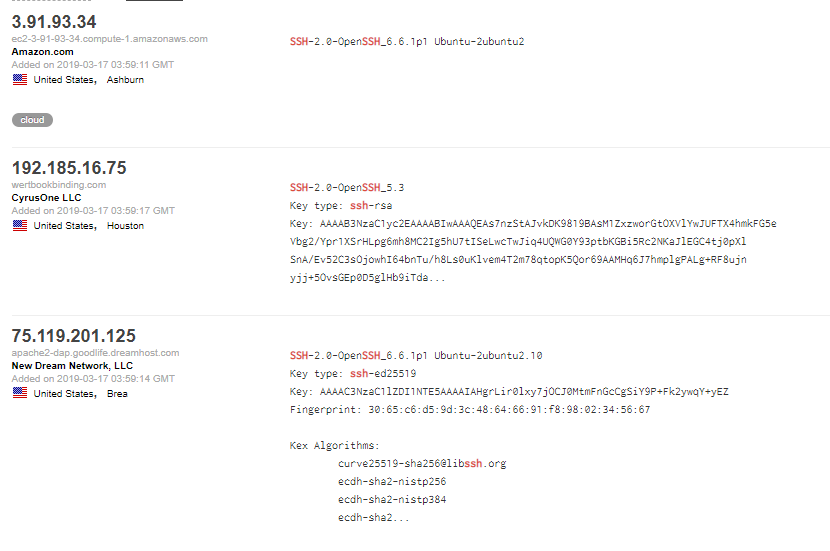 3.91.93.34
ec2-3-91-93-34.compute-1.amazonaws.com
Amazon.com
Added on 2019-03-17 03:59:11 GMT
United States, Ashburn
cloud
SSH-2.0-OpenSSH_6.6.1p1 Ubuntu-2ubuntu2
192.185.16.75
wertbookbinding.com
CyrusOne LLC
Added on 2019-03-17 03:59:17 GMT
United States, Houston
SSH-2.0-OpenSSH_5.3
Key type: ssh-rsa
Key: AAAAB3NzaC1yc2EAAAABIwAAAQEAs7nzStAJvkDK9819BAsM1ZxzworGtOXVlYwJUFTX4hmkFG5e
Vbg2/Ypr1XSrHLpg6mh8MC2Ig5hU7tISeLwcTwJiq4UQWG0Y93ptbKGBi5Rc2NKaJlEGC4tj0pXl
SnA/Ev52C3sOjowhI64bnTu/h8Ls0uKlvem4T2m78qtopK5Qor69AAMHq6J7hmplgPALg+RF8ujn
yjj+5OvsGEp0D5glHb9iTda...
75.119.201.125
apache2-dap.goodlife.dreamhost.com
New Dream Network, LLC
Added on 2019-03-17 03:59:14 GMT
United States, Brea
SSH-2.0-OpenSSH_6.6.1p1 Ubuntu-2ubuntu2.10
Key type: ssh-ed25519
Key: AAAAC3NzaC1lZDI1NTE5AAAAIAHgrLir0lxy7jOCJ0MtmFnGcCgSiY9P+Fk2ywqY+yEZ
Fingerprint: 30:65:c6:d5:9d:3c:48:64:66:91:f8:98:02:34:56:67
Kex Algorithms:
curve25519-sha256@libssh.org
ecdh-sha2-nistp256
ecdh-sha2-nistp384
ecdh-sha2...